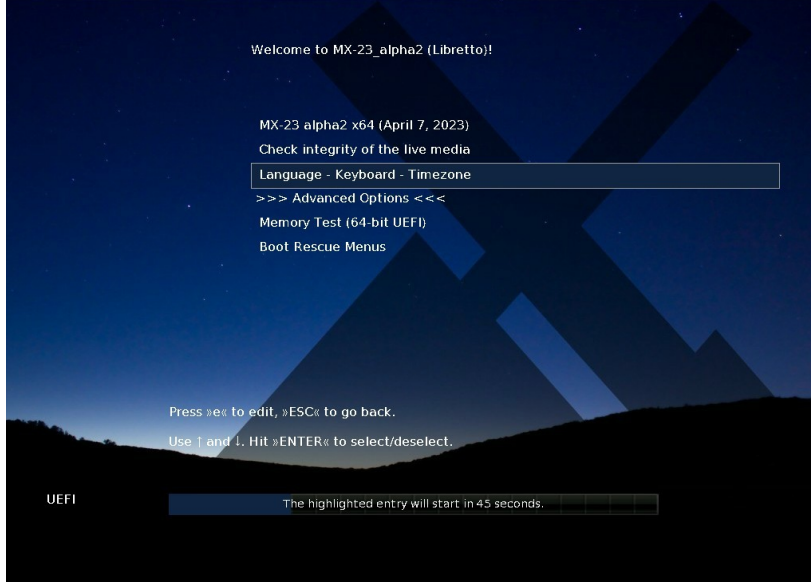 Welcome to MX-23_alpha2 (Libretto)!
MX-23 alpha2 x64 (April 7, 2023)
Check integrity of the live media
Language - Keyboard - Timezone
>>> Advanced Options <<<
Memory Test (64-bit UEFI)
Boot Rescue Menus
Press »e« to edit, »ESC« to go back.
Use ↑ and ↓. Hit »ENTER« to select/deselect.
UEFI
The highlighted entry will start in 45 seconds.